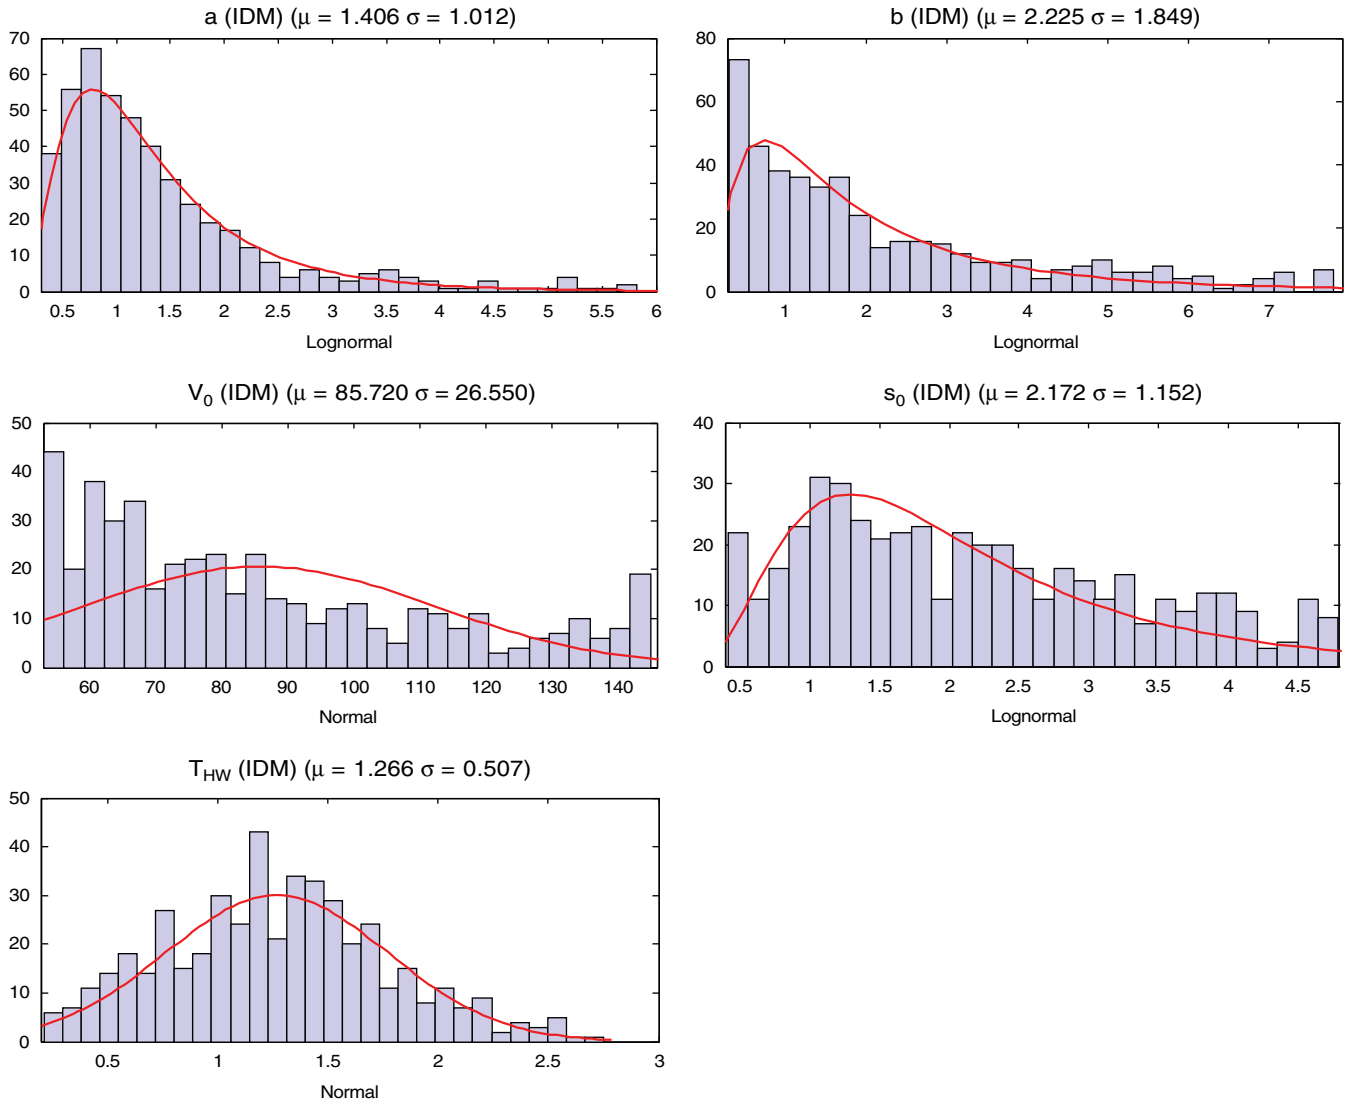 a (IDM) (μ = 1.406 σ = 1.012)
70
60
50
40
30
20
10
0
0.5 1 1.5 2 2.5 3 3.5 4 4.5 5 5.5 6
Lognormal
b (IDM) (μ = 2.225 σ = 1.849)
80
60
40
20
0
1 2 3 4 5 6 7
Lognormal
V₀ (IDM) (μ = 85.720 σ = 26.550)
50
40
30
20
10
0
60 70 80 90 100 110 120 130 140
Normal
s₀ (IDM) (μ = 2.172 σ = 1.152)
40
30
20
10
0
0.5 1 1.5 2 2.5 3 3.5 4 4.5
Lognormal
T_HW (IDM) (μ = 1.266 σ = 0.507)
50
40
30
20
10
0
0.5 1 1.5 2 2.5 3
Normal